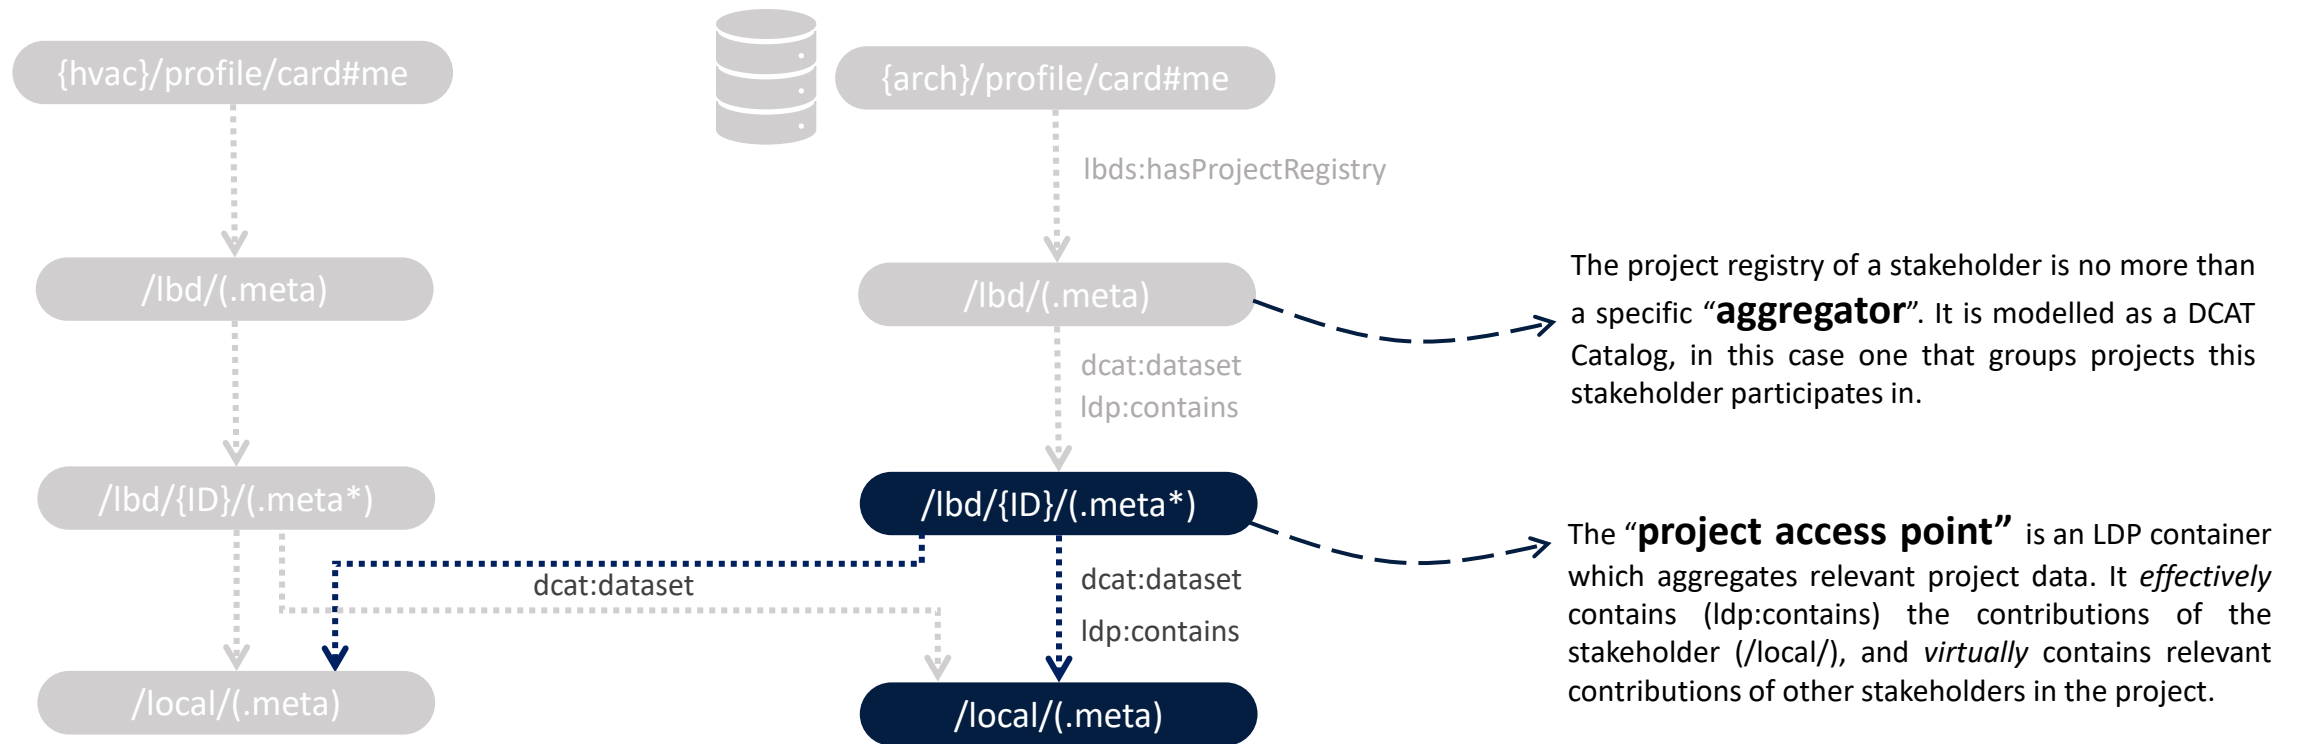 {hvac}/profile/card#me
{arch}/profile/card#me
lbds:hasProjectRegistry
/lbd/(.meta)
/lbd/(.meta)
The project registry of a stakeholder is no more than
a specific “aggregator”. It is modelled as a DCAT
Catalog, in this case one that groups projects this
stakeholder participates in.
dcat:dataset
ldp:contains
/lbd/{ID}/(.meta*)
/lbd/{ID}/(.meta*)
The “project access point” is an LDP container
which aggregates relevant project data. It effectively
contains (ldp:contains) the contributions of the
stakeholder (/local/), and virtually contains relevant
contributions of other stakeholders in the project.
dcat:dataset
dcat:dataset
ldp:contains
/local/(.meta)
/local/(.meta)